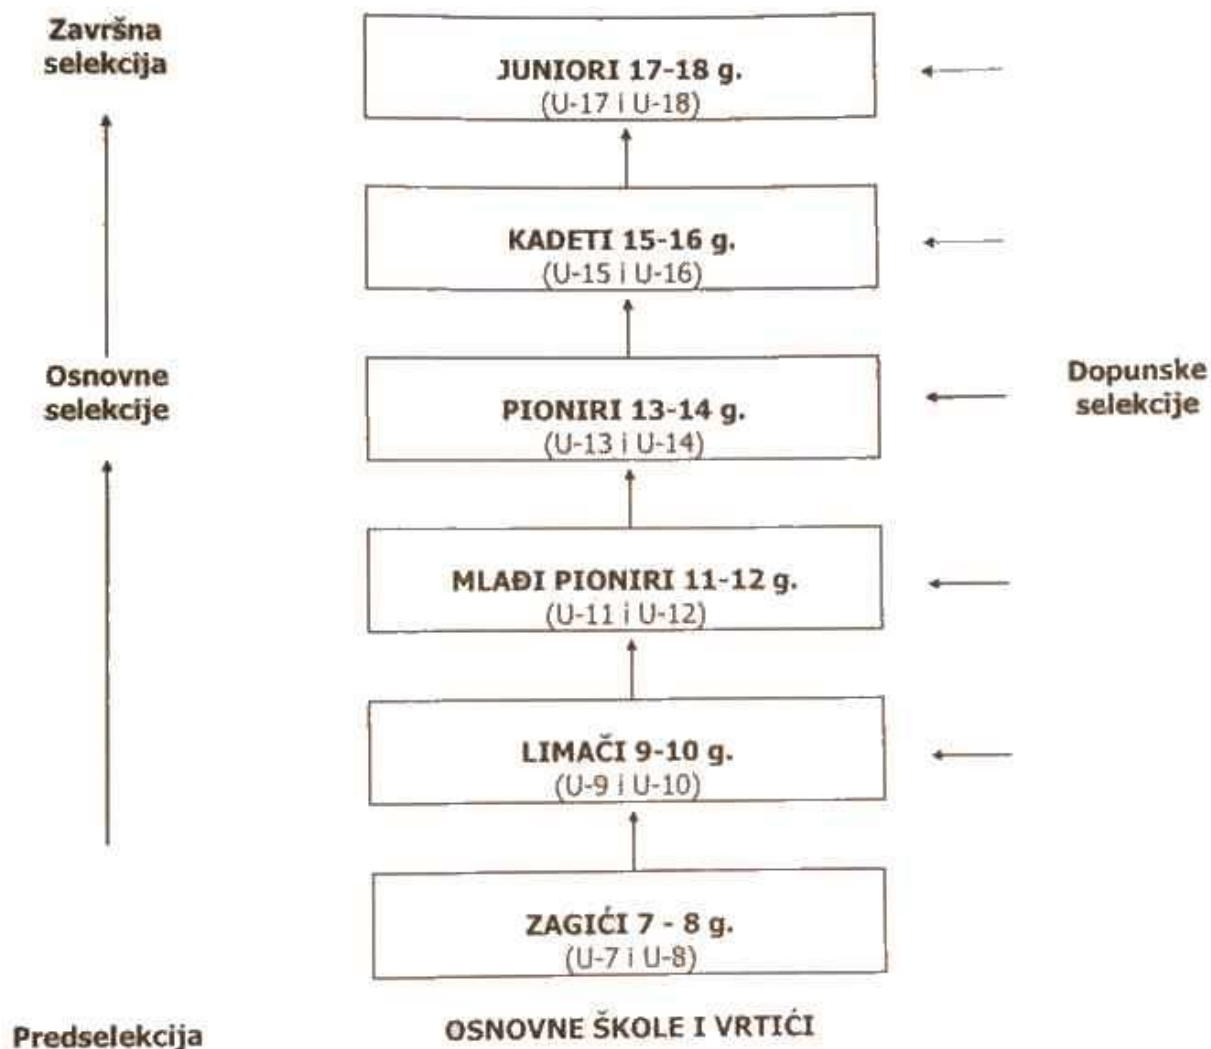 Završna
selekcija
JUNIORI 17-18 g.
(U-17 i U-18)
KADETI 15-16 g.
(U-15 i U-16)
Osnovne
selekcije
PIONIRI 13-14 g.
(U-13 i U-14)
Dopunske
selekcije
MLAĐI PIONIRI 11-12 g.
(U-11 i U-12)
LIMAČI 9-10 g.
(U-9 i U-10)
ZAGIĆI 7 - 8 g.
(U-7 i U-8)
Predselekcija
OSNOVNE ŠKOLE I VRTIĆI